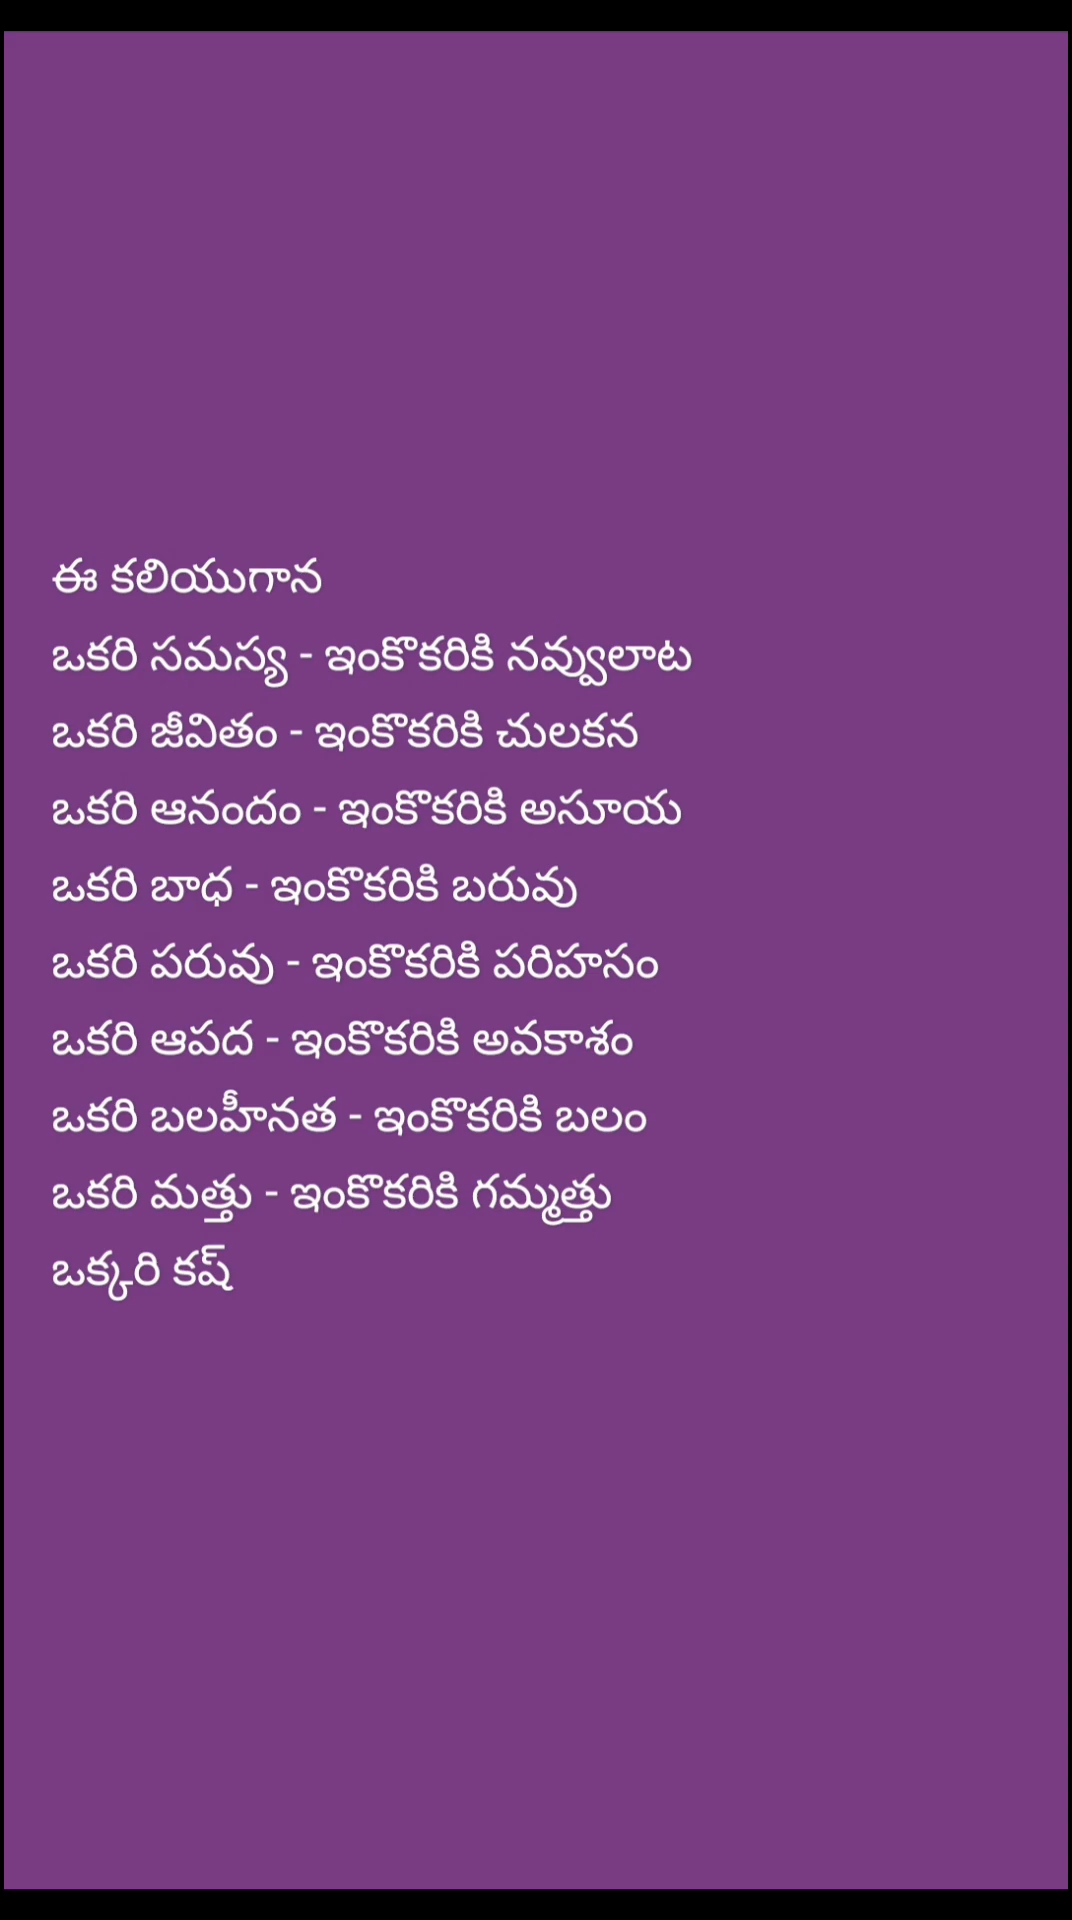 ఈ కలియుగాన
ఒకరి సమస్య - ఇంకొకరికి నవ్వులాట
ఒకరి జీవితం - ఇంకొకరికి చులకన
ఒకరి ఆనందం - ఇంకొకరికి అసూయ
ఒకరి బాధ - ఇంకొకరికి బరువు
ఒకరి పరువు - ఇంకొకరికి పరిహసం
ఒకరి ఆపద - ఇంకొకరికి అవకాశం
ఒకరి బలహీనత - ఇంకొకరికి బలం
ఒకరి మత్తు - ఇంకొకరికి గమ్మత్తు
ఒక్కరి కష్